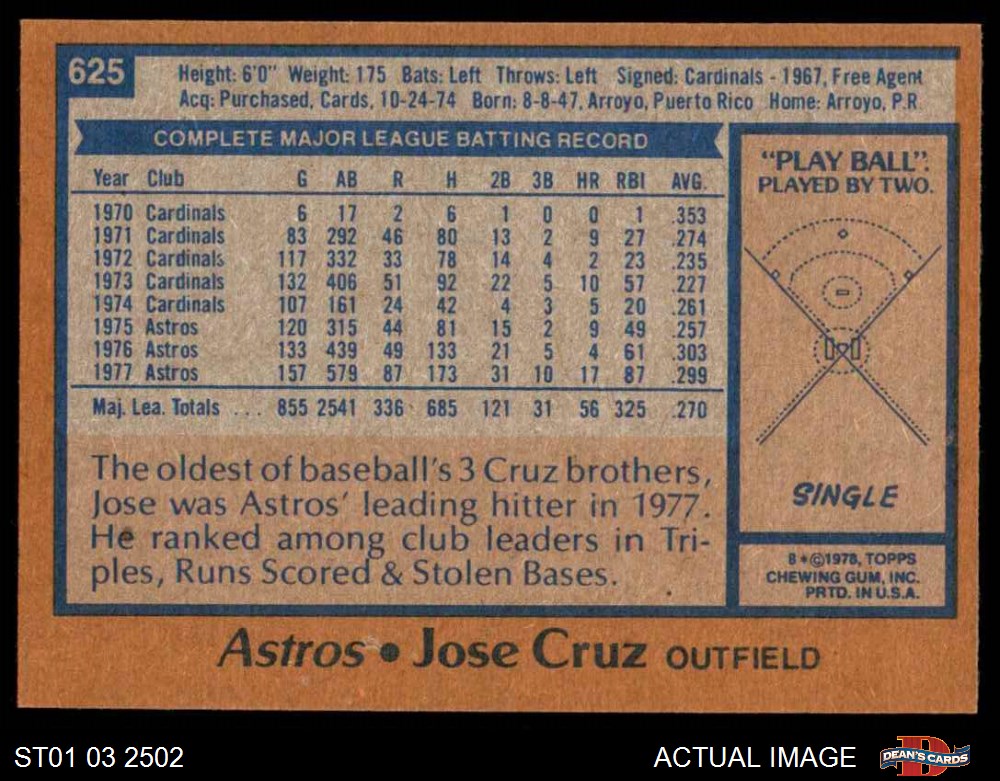 625
Height: 6'0" Weight: 175 Bats: Left Throws: Left Signed: Cardinals - 1967, Free Agent
Acq: Purchased, Cards, 10-24-74 Born: 8-8-47, Arroyo, Puerto Rico Home: Arroyo, P.R.
COMPLETE MAJOR LEAGUE BATTING RECORD
Year Club G AB R H 2B 3B HR RBI AVG.
1970 Cardinals 6 17 2 6 1 0 0 1 .353
1971 Cardinals 83 292 46 80 13 2 9 27 .274
1972 Cardinals 117 332 33 78 14 4 2 23 .235
1973 Cardinals 132 406 51 92 22 5 10 57 .227
1974 Cardinals 107 161 24 42 4 3 5 20 .261
1975 Astros 120 315 44 81 15 2 9 49 .257
1976 Astros 133 439 49 133 21 5 4 61 .303
1977 Astros 157 579 87 173 31 10 17 87 .299
Maj. Lea. Totals ... 855 2541 336 685 121 31 56 325 .270
The oldest of baseball's 3 Cruz brothers,
Jose was Astros' leading hitter in 1977.
He ranked among club leaders in Tri-
ples, Runs Scored & Stolen Bases.
"PLAY BALL":
PLAYED BY TWO.
SINGLE
8*©1978, TOPPS
CHEWING GUM, INC.
PRTD. IN U.S.A.
Astros • Jose Cruz OUTFIELD
ST01 03 2502
ACTUAL IMAGE
DEAN'S CARDS